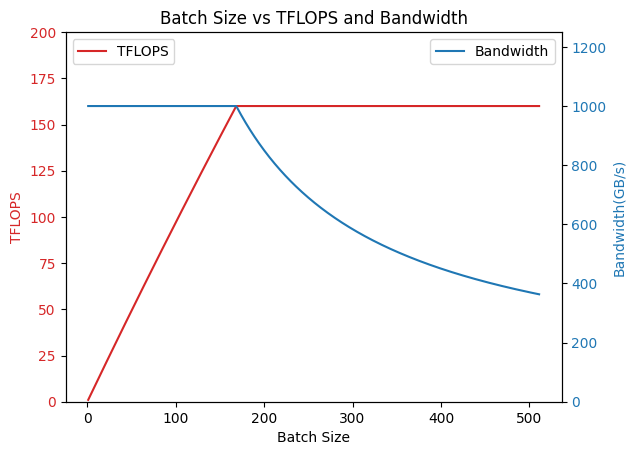 Batch Size vs TFLOPS and Bandwidth
TFLOPS
Bandwidth
200
175
150
125
100
75
50
25
0
TFLOPS
1200
1000
800
600
400
200
0
Bandwidth(GB/s)
0 100 200 300 400 500
Batch Size